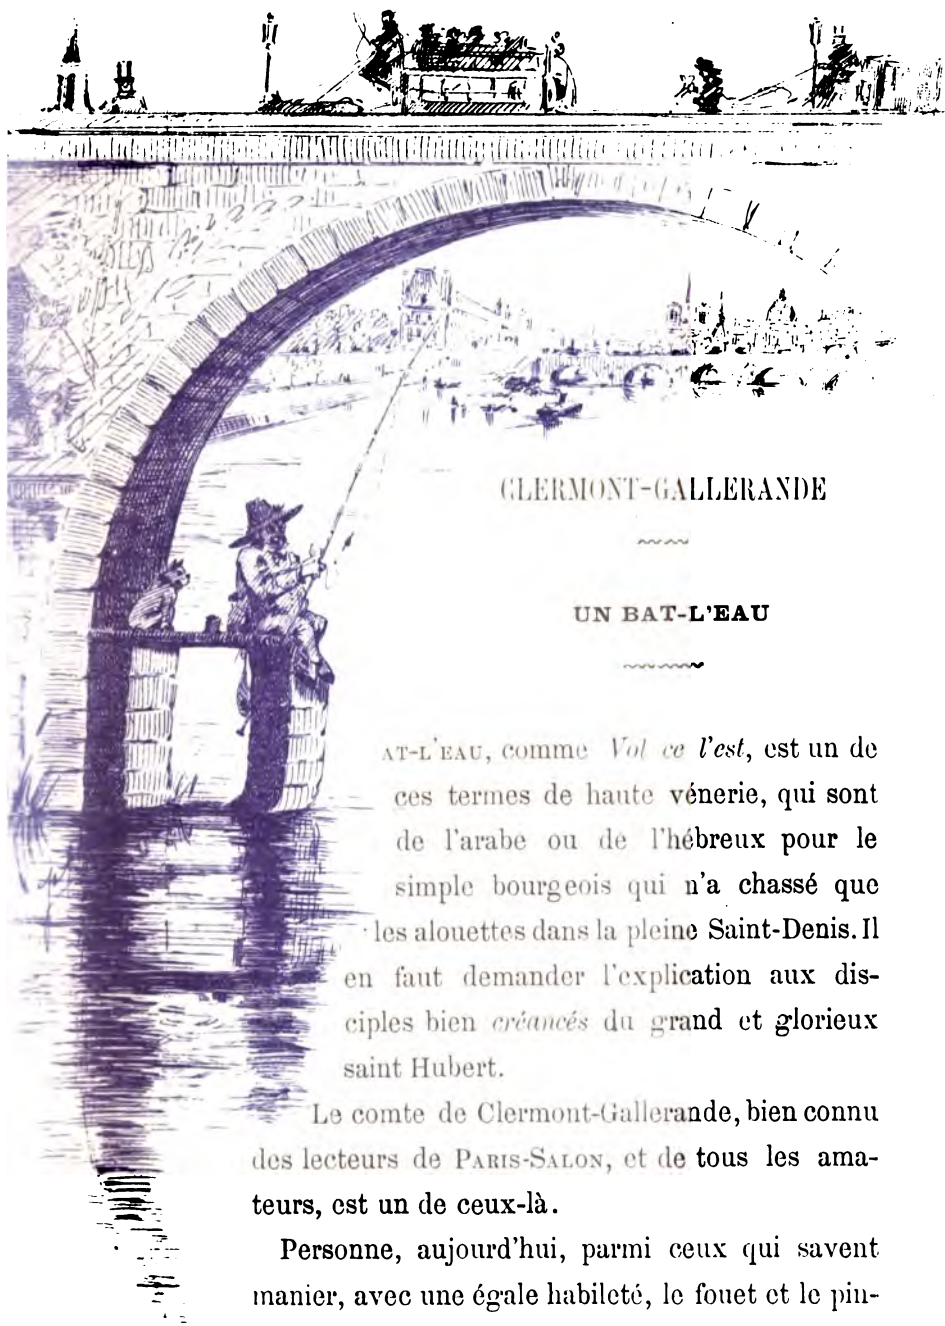 CLERMONT-GALLERANDE
UN BAT-L'EAU
AT-L'EAU, comme Vol ce l'est, est un de
ces termes de haute vénerie, qui sont
de l'arabe ou de l'hébreux pour le
simple bourgeois qui n'a chassé que
les alouettes dans la pleine Saint-Denis. Il
en faut demander l'explication aux dis-
ciples bien créancés du grand et glorieux
saint Hubert.
Le comte de Clermont-Gallerande, bien connu
des lecteurs de PARIS-SALON, et de tous les ama-
teurs, est un de ceux-là.
Personne, aujourd'hui, parmi ceux qui savent
manier, avec une égale habileté, le fouet et le pin-